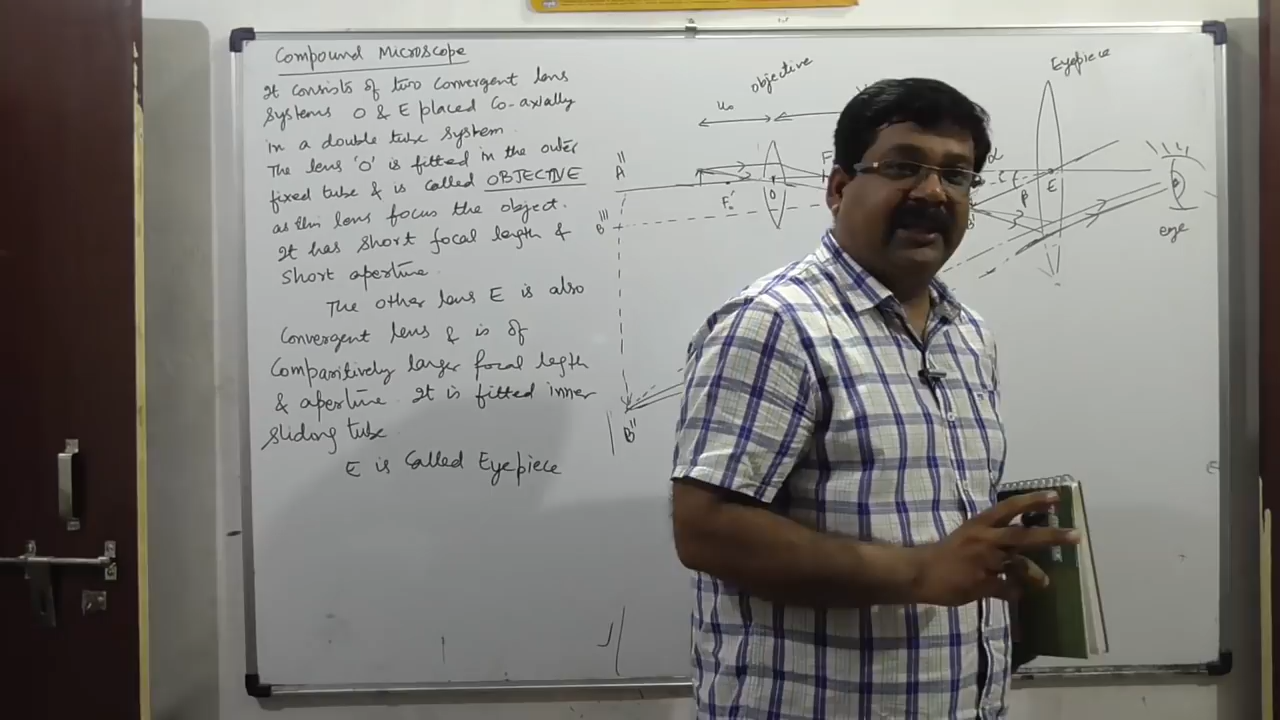 Compound Microscope
It consists of two convergent lens
systems O & E placed co-axially
in a double tube system.
The lens 'O' is fitted in the outer
fixed tube & is called OBJECTIVE
as this lens focus the object.
It has short focal length &
short aperture.
The other lens E is also
Convergent lens & is of
Comparitively larger focal legth
& aperture. It is fitted inner
sliding tube.
E is called Eyepiece
Objective
Eyepiece
u₀
A"
F₀'
O
F
α
β
E
B'''
B"
eye